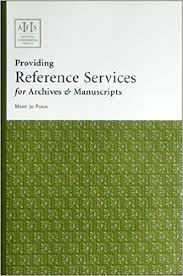 Providing
Reference Services
for Archives & Manuscripts
MARY JO PUGH